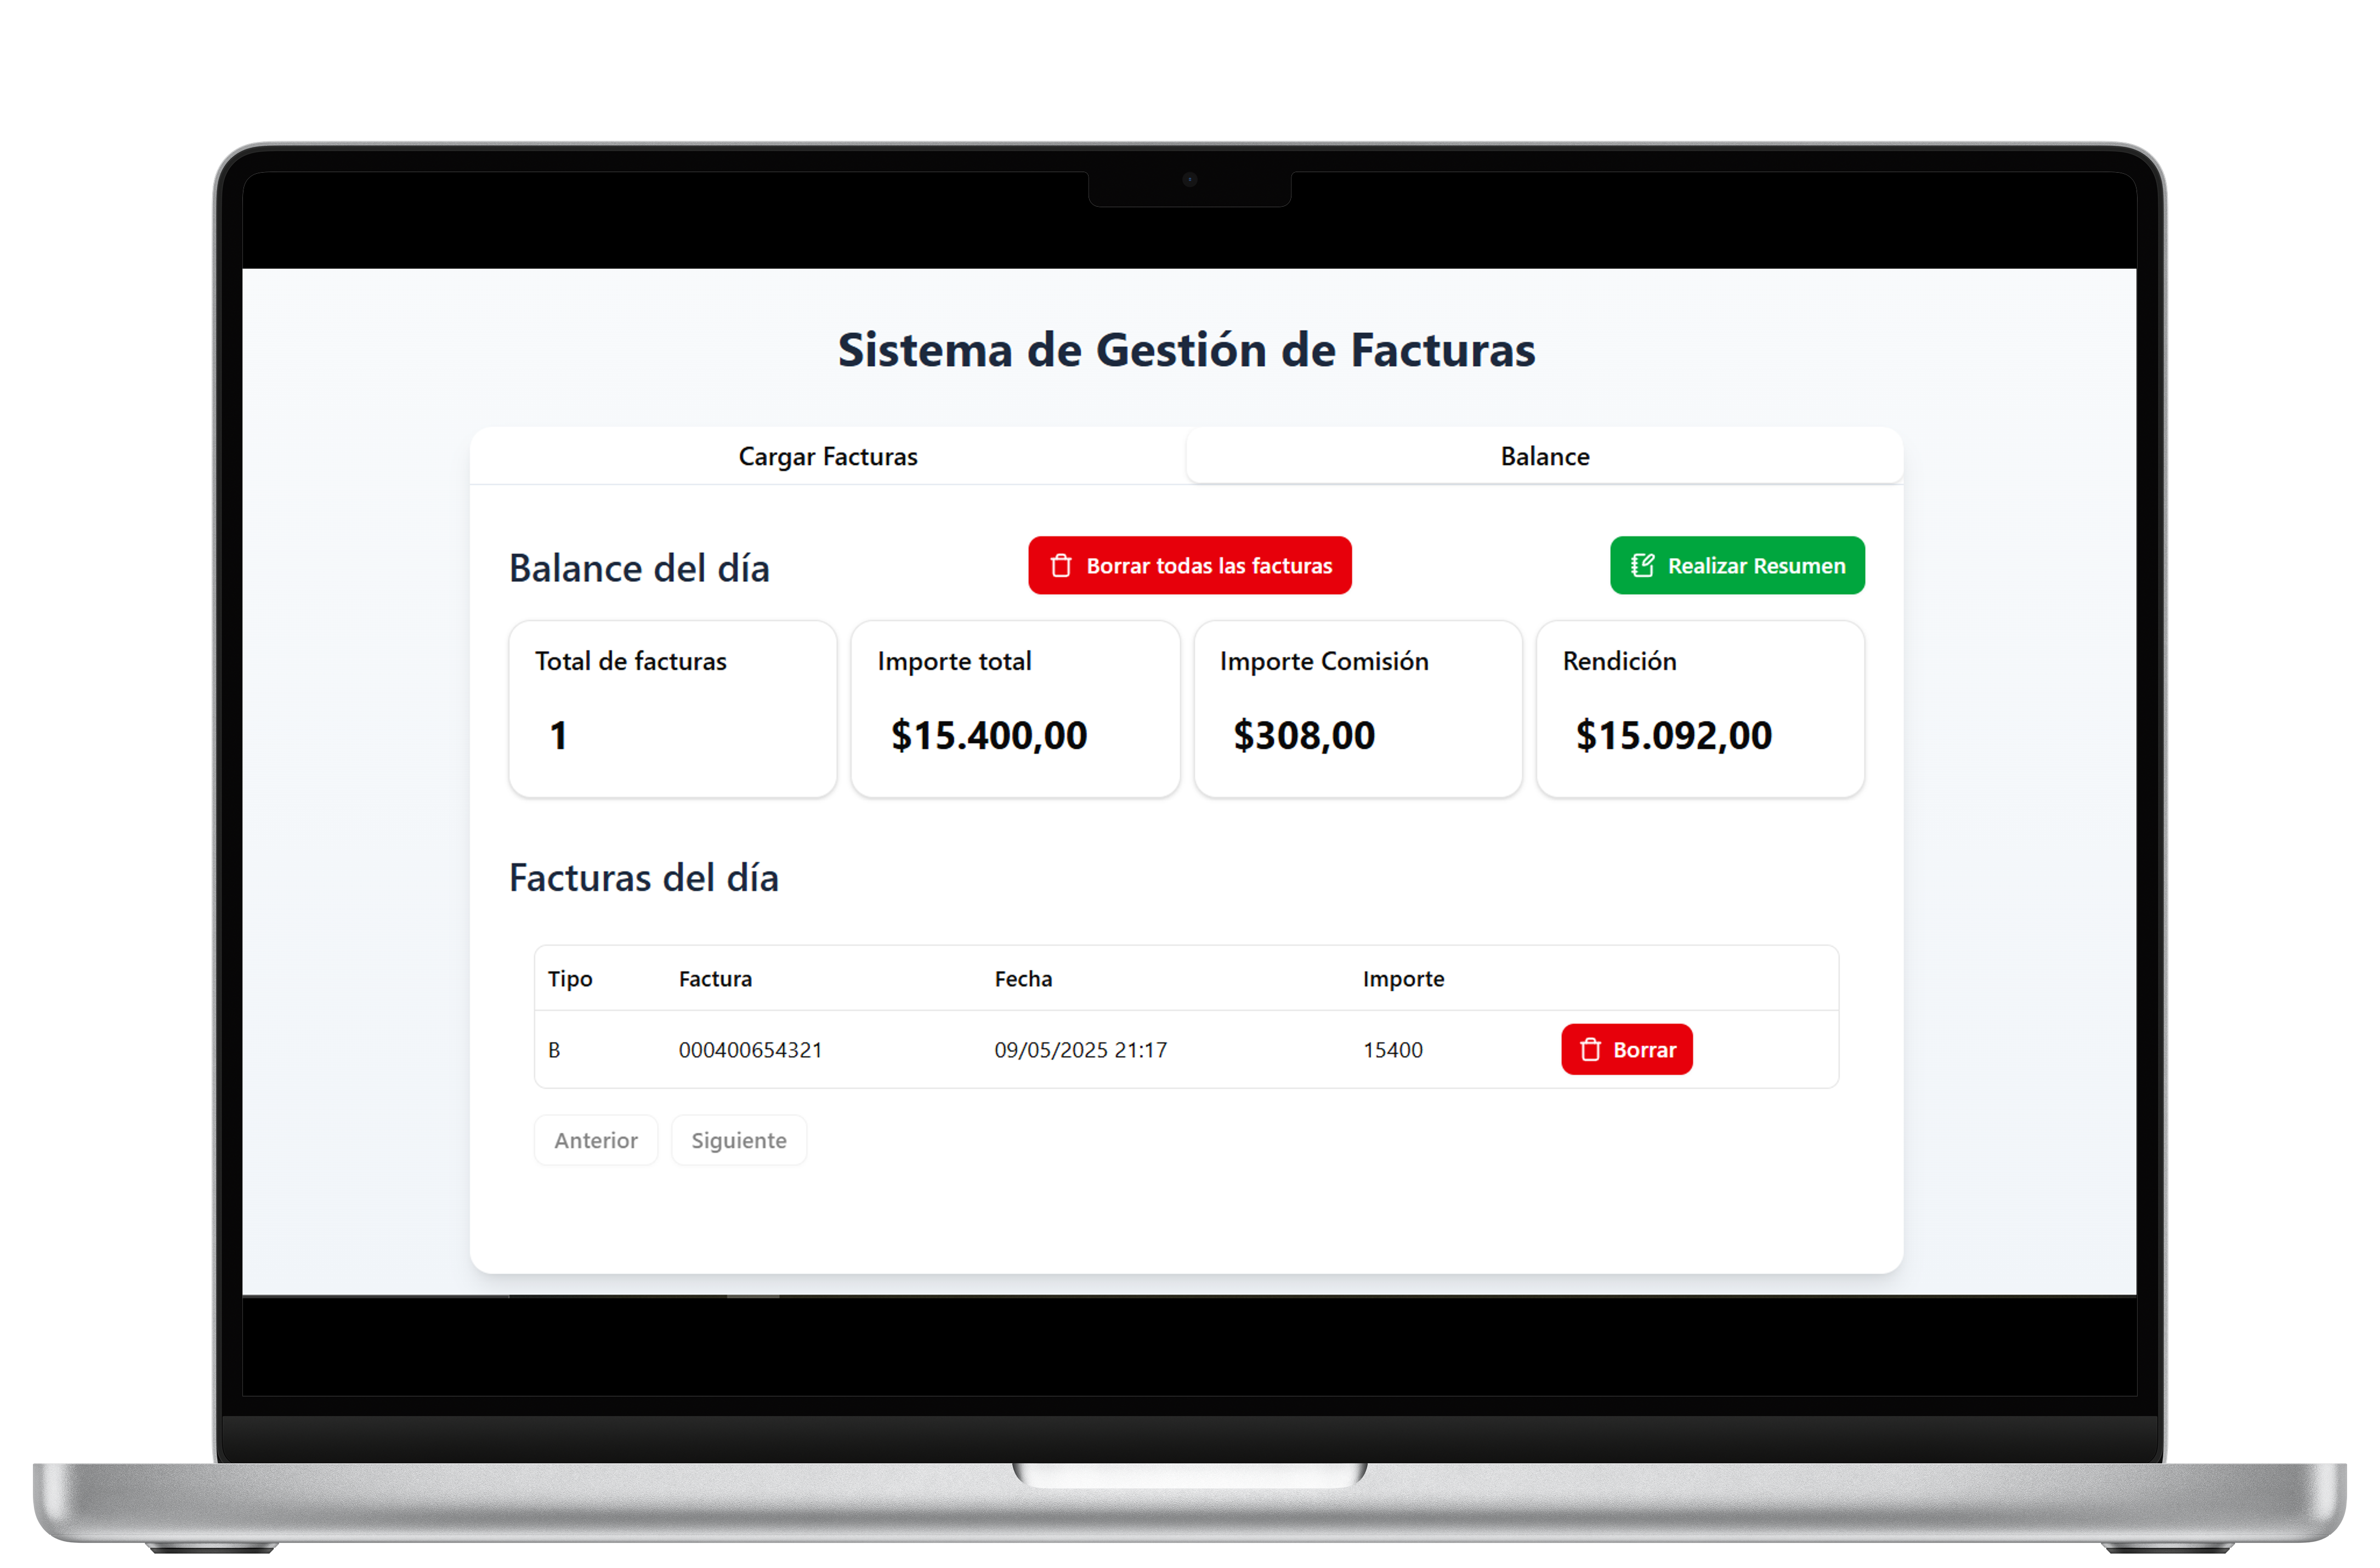 Sistema de Gestión de Facturas
Cargar Facturas
Balance
Balance del día
Borrar todas las facturas
Realizar Resumen
Total de facturas
1
Importe total
$15.400,00
Importe Comisión
$308,00
Rendición
$15.092,00
Facturas del día
Tipo Factura Fecha Importe
B 000400654321 09/05/2025 21:17 15400 Borrar
Anterior Siguiente